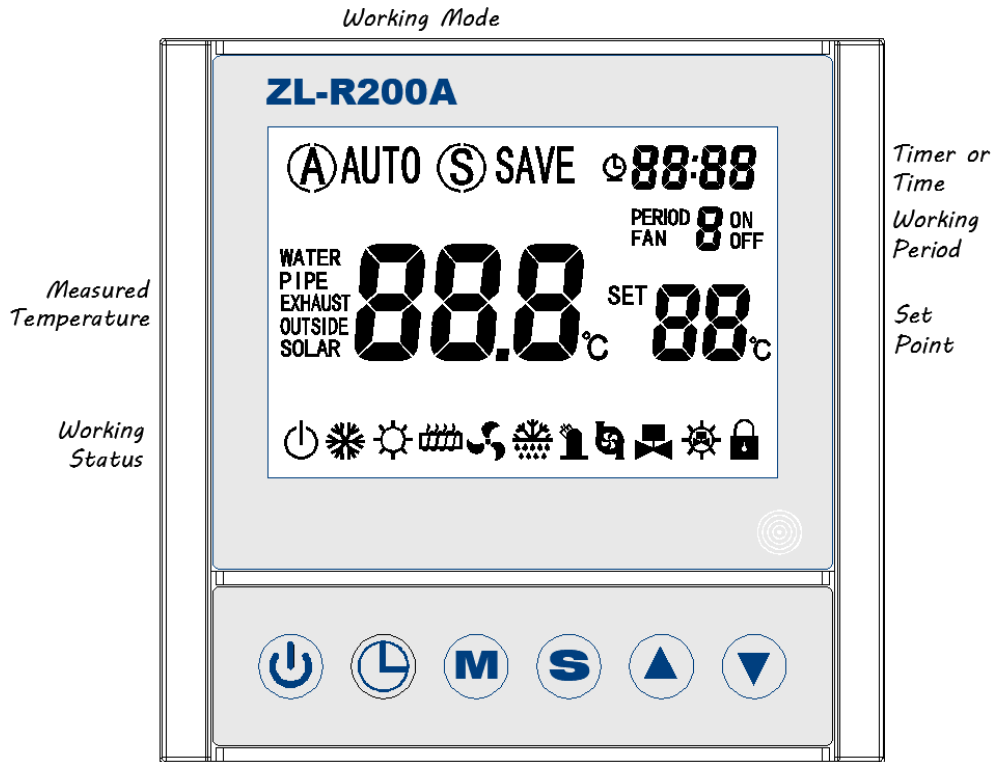 Working Mode
ZL-R200A
A AUTO S SAVE 88:88
Timer or
Time
PERIOD 8 ON
FAN OFF
Working
Period
WATER
PIPE
EXHAUST
OUTSIDE
SOLAR
88.8 °C
SET 88 °C
Measured
Temperature
Set
Point
Working
Status
M S